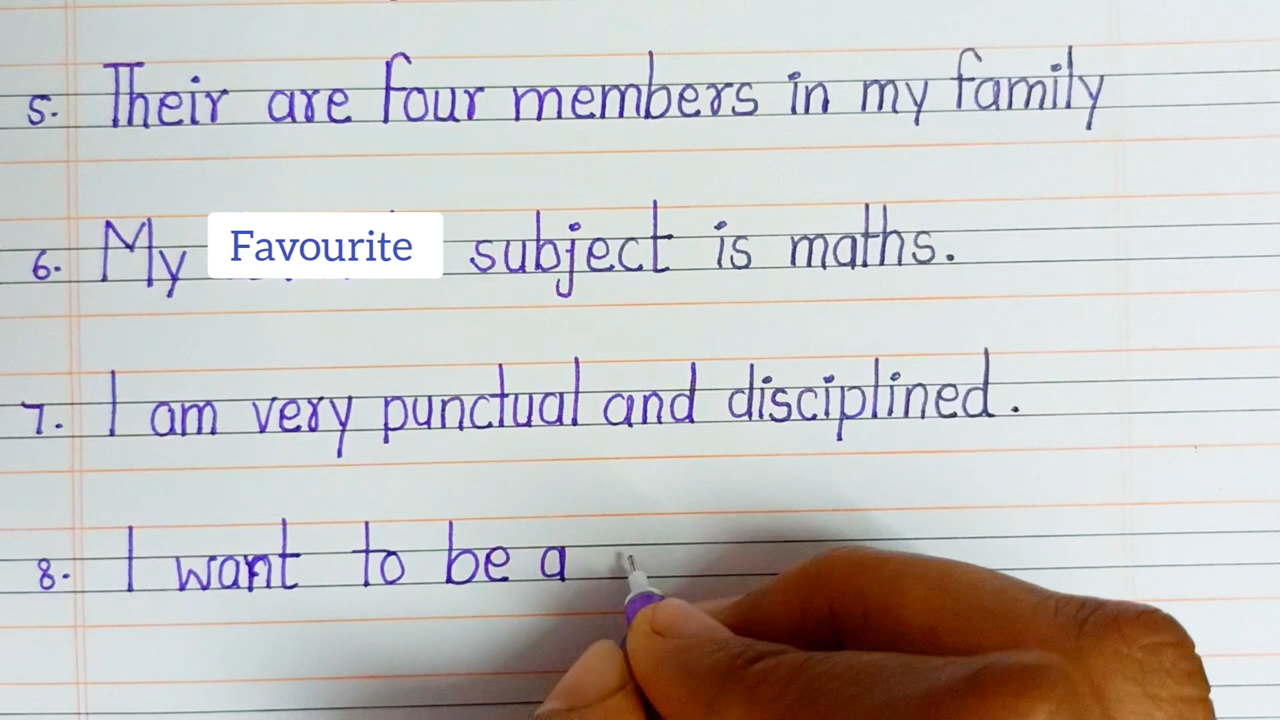 5. Their are four members in my family
6. My Favourite subject is maths.
7. I am very punctual and disciplined.
8. I want to be a